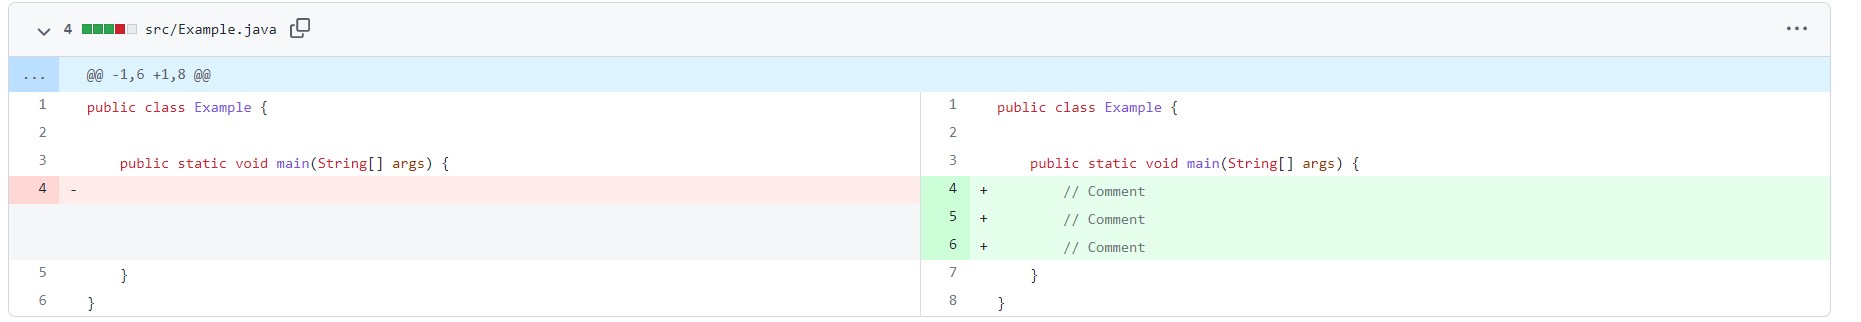 4 src/Example.java ...
... @@ -1,6 +1,8 @@
1 public class Example {
2
3     public static void main(String[] args) {
4 -
5     }
6 }
1 public class Example {
2
3     public static void main(String[] args) {
4 +         // Comment
5 +         // Comment
6 +         // Comment
7     }
8 }